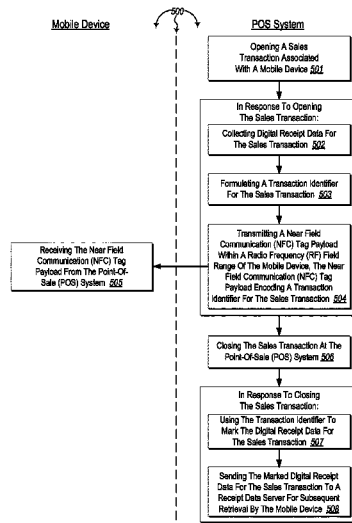 500
Mobile Device
POS System
Opening A Sales
Transaction Associated
With A Mobile Device 501
In Response To Opening
The Sales Transaction:
Collecting Digital Receipt Data For
The Sales Transaction 502
Formulating A Transaction Identifier
For The Sales Transaction 503
Transmitting A Near Field
Communication (NFC) Tag Payload
Within A Radio Frequency (RF) Field
Range Of The Mobile Device, The Near
Field Communication (NFC) Tag
Payload Encoding A Transaction
Identifier For The Sales Transaction 504
Receiving The Near Field
Communication (NFC) Tag
Payload From The Point-Of-
Sale (POS) System 505
Closing The Sales Transaction At The
Point-Of-Sale (POS) System 506
In Response To Closing
The Sales Transaction:
Using The Transaction Identifier To
Mark The Digital Receipt Data For
The Sales Transaction 507
Sending The Marked Digital Receipt
Data For The Sales Transaction To A
Receipt Data Server For Subsequent
Retrieval By The Mobile Device 508